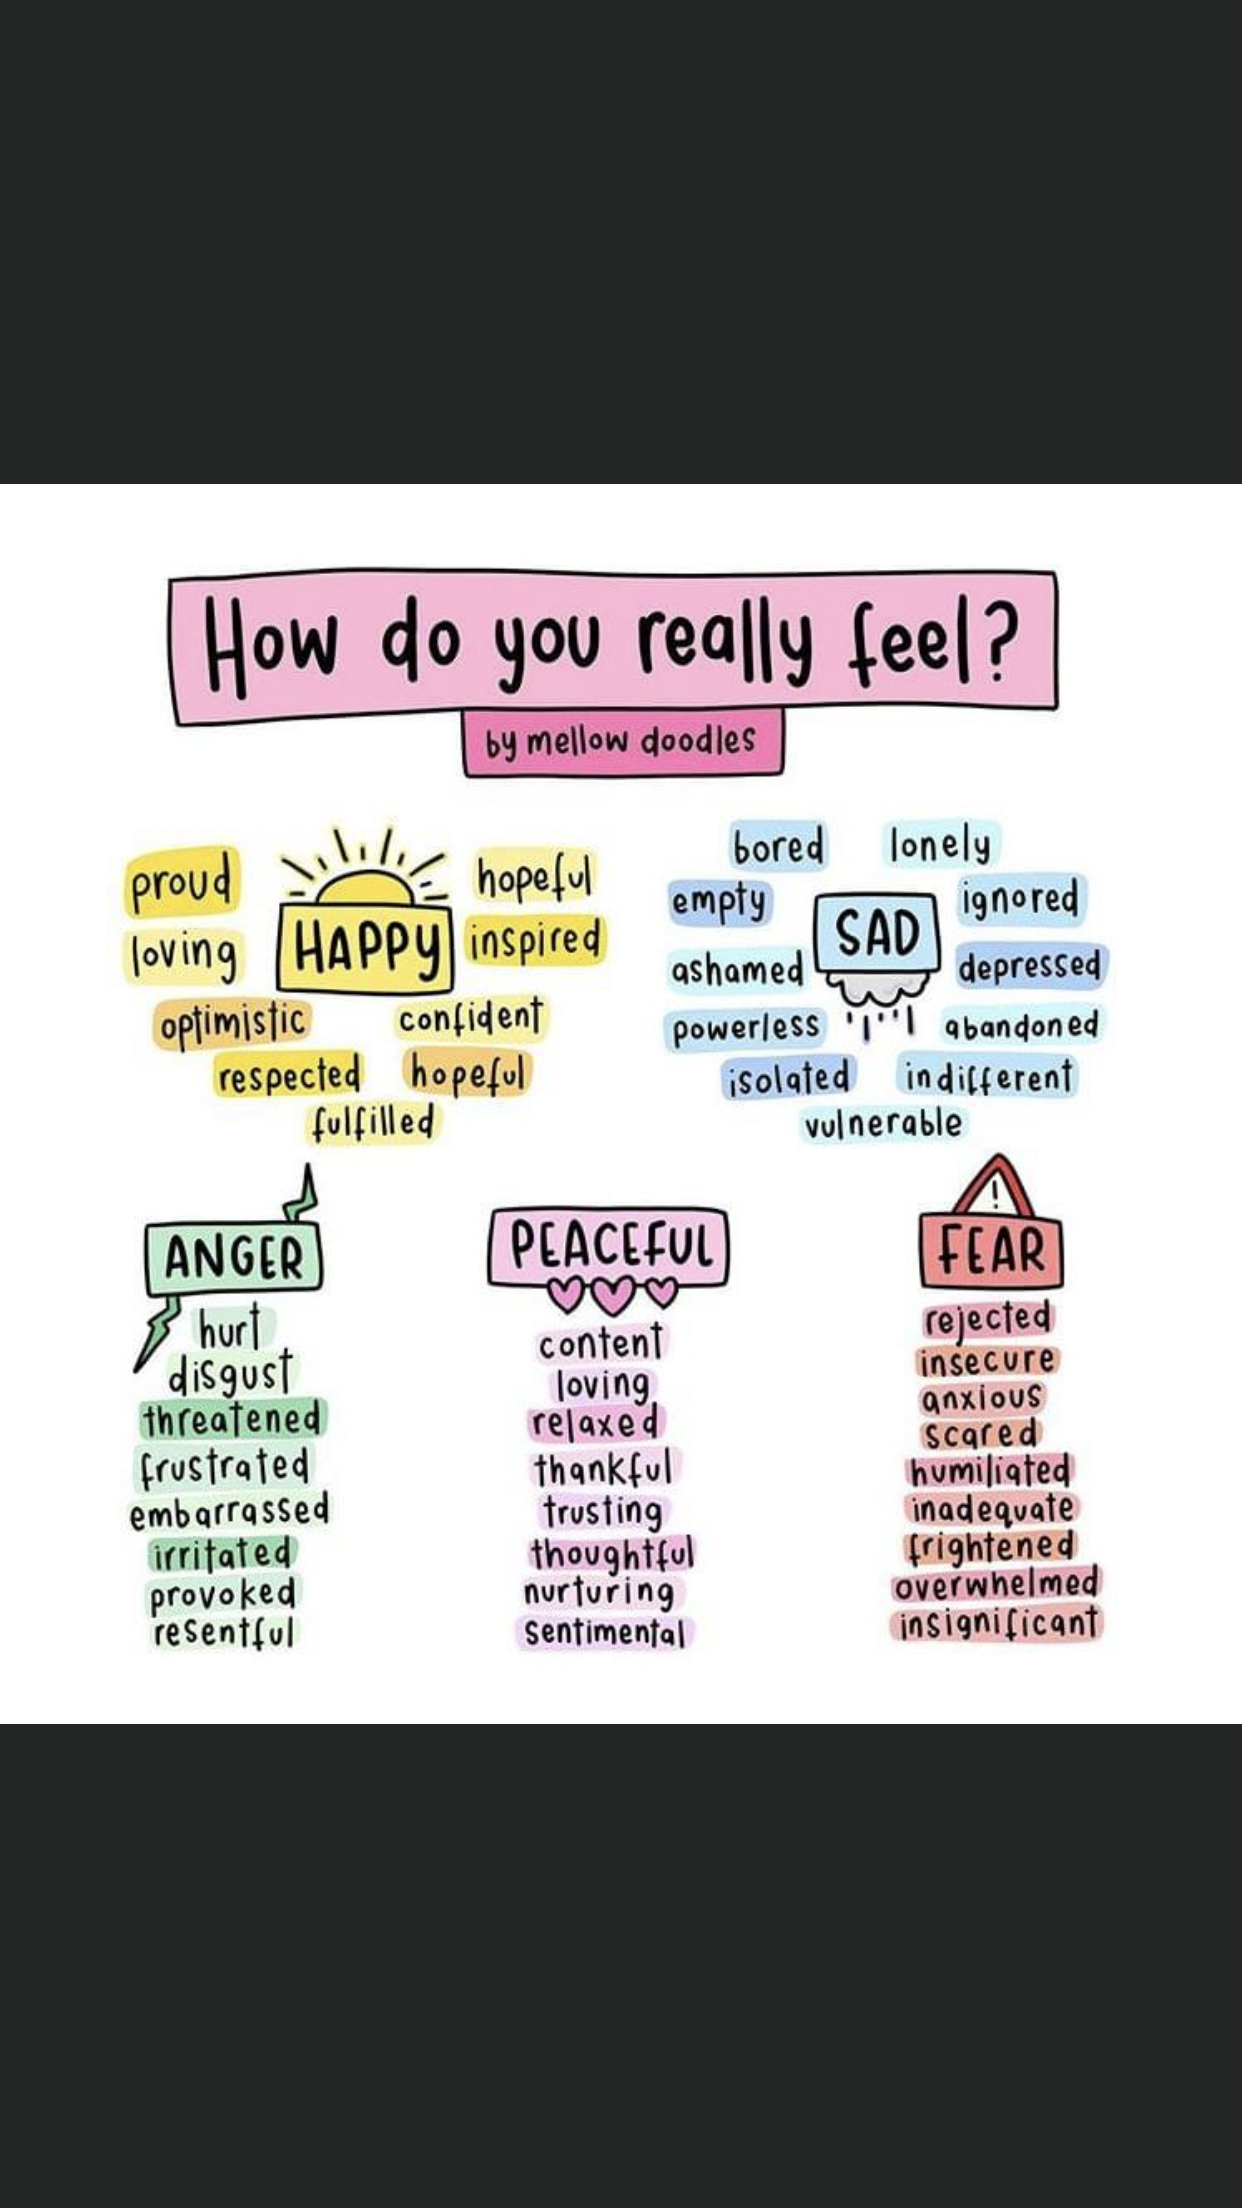 How do you really feel?
by mellow doodles
HAPPY
proud
hopeful
loving
inspired
optimistic
confident
respected
hopeful
fulfilled
SAD
bored
lonely
empty
ignored
ashamed
depressed
powerless
abandoned
isolated
indifferent
vulnerable
ANGER
hurt
disgust
threatened
frustrated
embarrassed
irritated
provoked
resentful
PEACEFUL
content
loving
relaxed
thankful
trusting
thoughtful
nurturing
sentimental
!
FEAR
rejected
insecure
anxious
scared
humiliated
inadequate
frightened
overwhelmed
insignificant